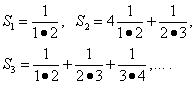 S₁ = 1/(1•2), S₂ = 4 1/(1•2) + 1/(2•3),
S₃ = 1/(1•2) + 1/(2•3) + 1/(3•4), ... .